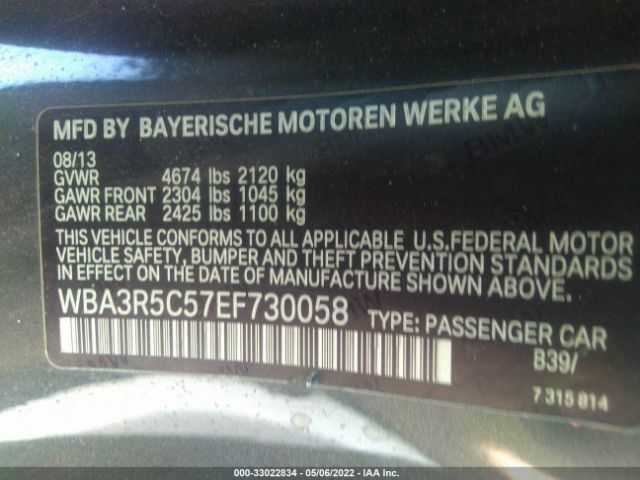 MFD BY BAYERISCHE MOTOREN WERKE AG
08/13
GVWR 4674 lbs 2120 kg
GAWR FRONT 2304 lbs 1045 kg
GAWR REAR 2425 lbs 1100 kg
THIS VEHICLE CONFORMS TO ALL APPLICABLE U.S.FEDERAL MOTOR
VEHICLE SAFETY, BUMPER AND THEFT PREVENTION STANDARDS
IN EFFECT ON THE DATE OF MANUFACTURE SHOWN ABOVE.
WBA3R5C57EF730058 TYPE: PASSENGER CAR
B39/
7315814
000-33022834 - 05/06/2022 - IAA Inc.